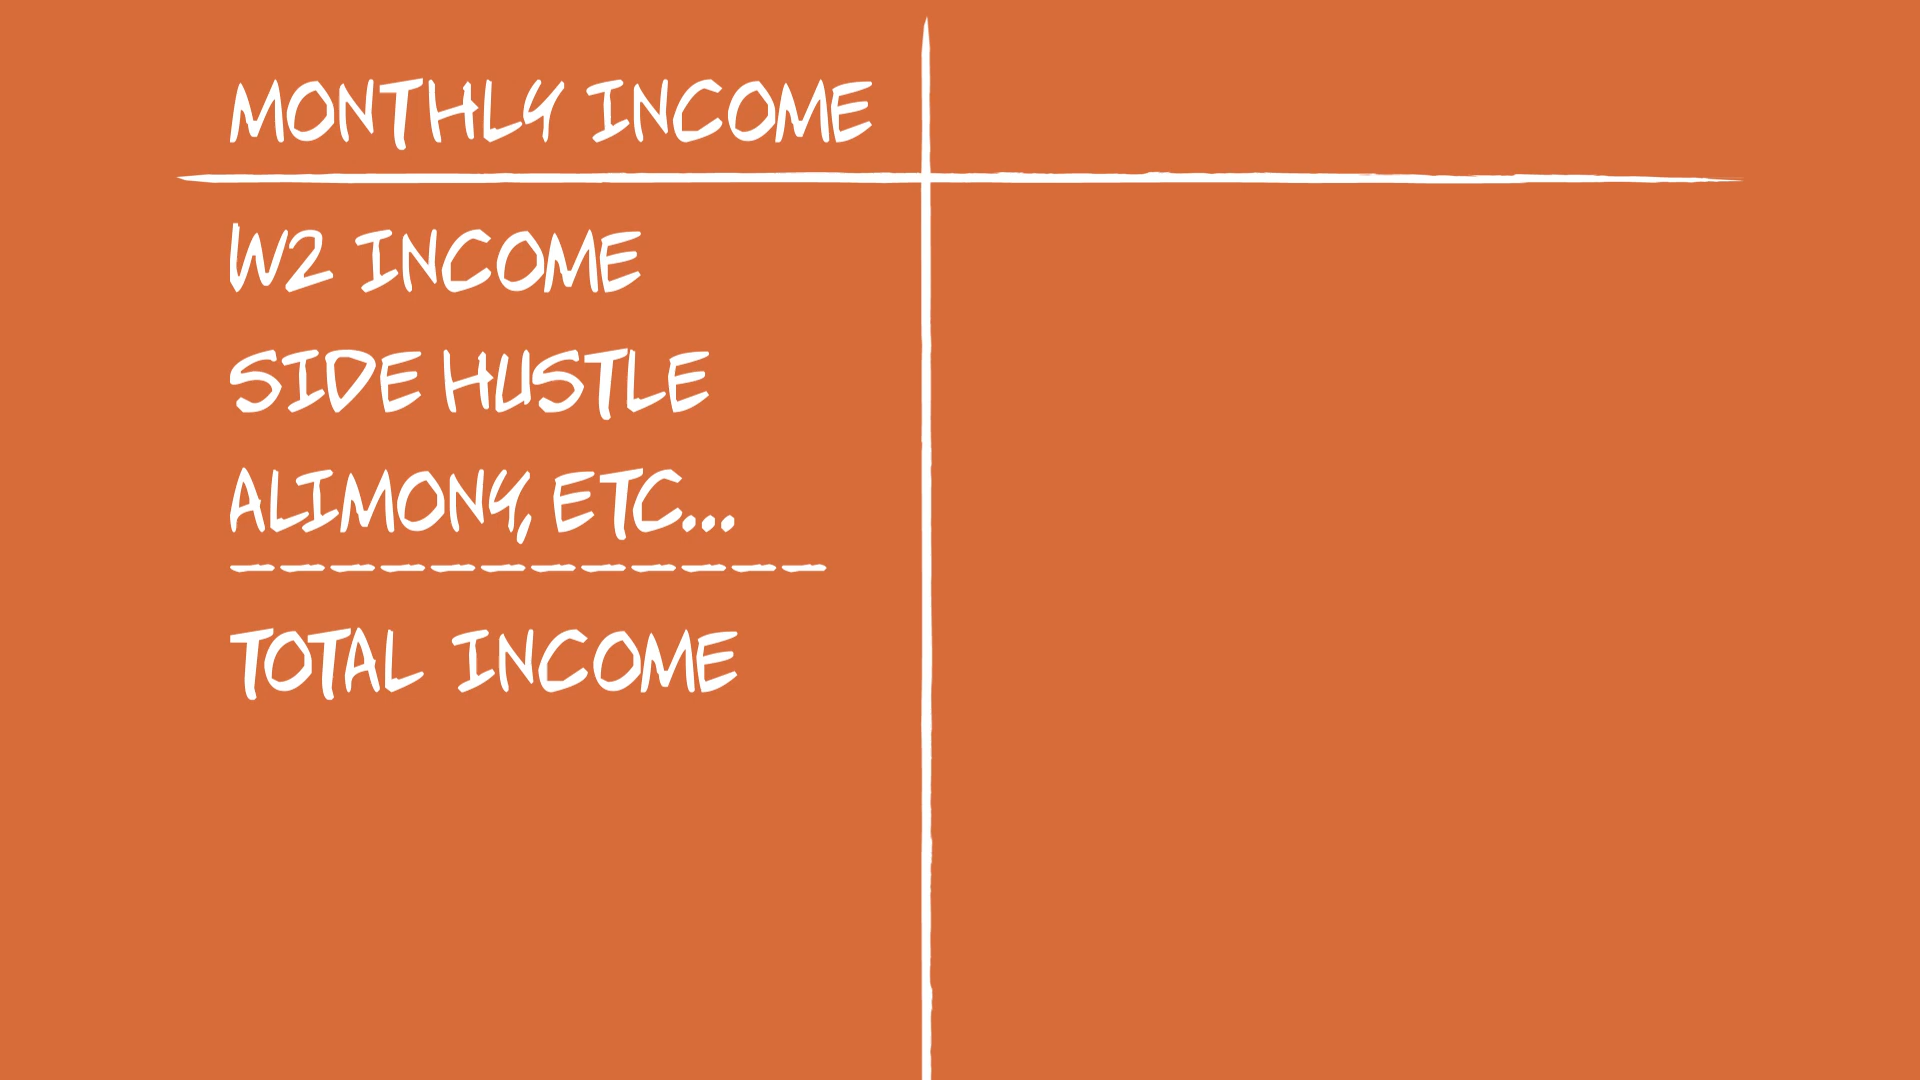 MONTHLY INCOME
W2 INCOME
SIDE HUSTLE
ALIMONY, ETC...
TOTAL INCOME